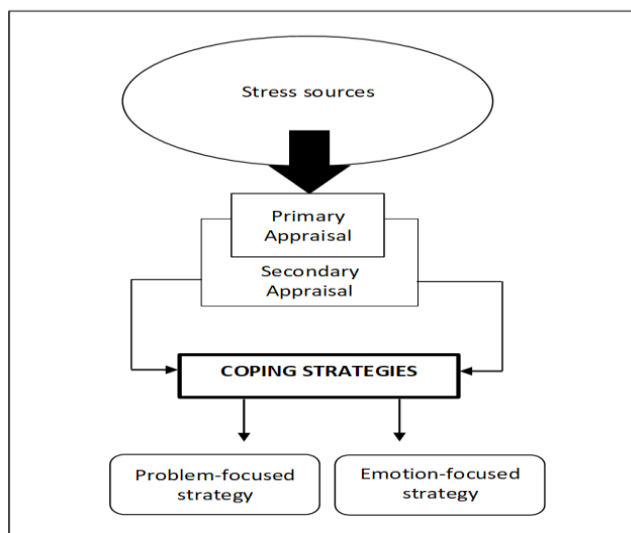 Stress sources
Primary
Appraisal
Secondary
Appraisal
COPING STRATEGIES
Problem-focused
strategy
Emotion-focused
strategy